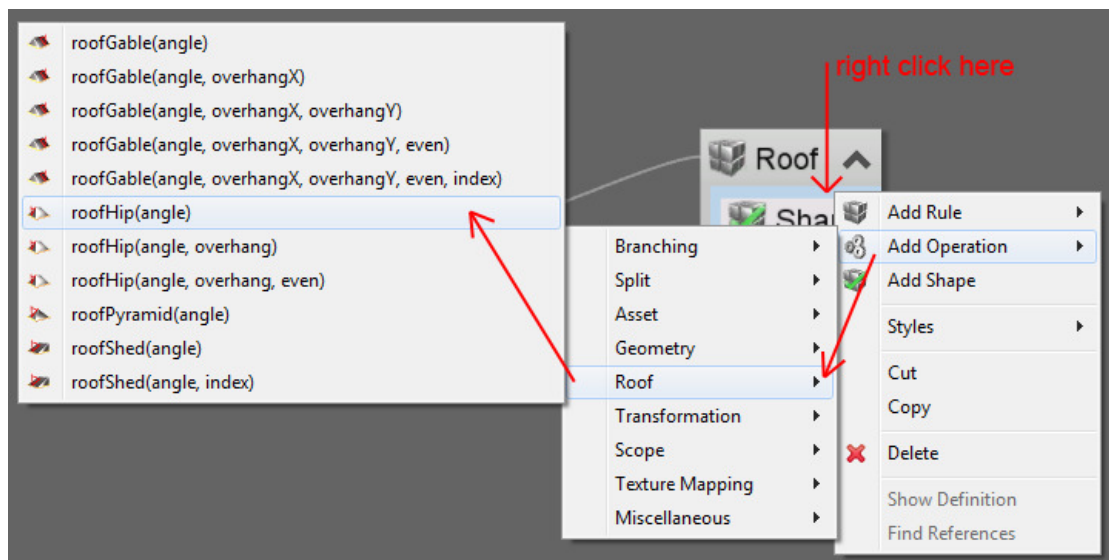 roofGable(angle)
roofGable(angle, overhangX)
roofGable(angle, overhangX, overhangY)
roofGable(angle, overhangX, overhangY, even)
roofGable(angle, overhangX, overhangY, even, index)
roofHip(angle)
roofHip(angle, overhang)
roofHip(angle, overhang, even)
roofPyramid(angle)
roofShed(angle)
roofShed(angle, index)
right click here
Roof
Branching
Split
Asset
Geometry
Roof
Transformation
Scope
Texture Mapping
Miscellaneous
Add Rule
Add Operation
Add Shape
Styles
Cut
Copy
Delete
Show Definition
Find References